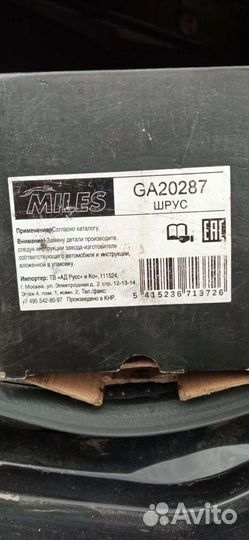 MILES
GA20287
ШРУС
Применение: Согласно каталогу.
Внимание! Замену детали производите,
следуя инструкции завода-изготовителя
соответствующего автомобиля и инструкции,
вложенной в упаковку.
EAC
Импортер: ТВ «АД Русс» и Ко», 111524,
г. Москва, ул. Электродная д. 2 стр. 12-13-14,
Этаж 4, пом. 1, комн. 2; Тел./факс:
+7 495 542-80-97 Произведено в КНР.
5 415236 713726
Avito